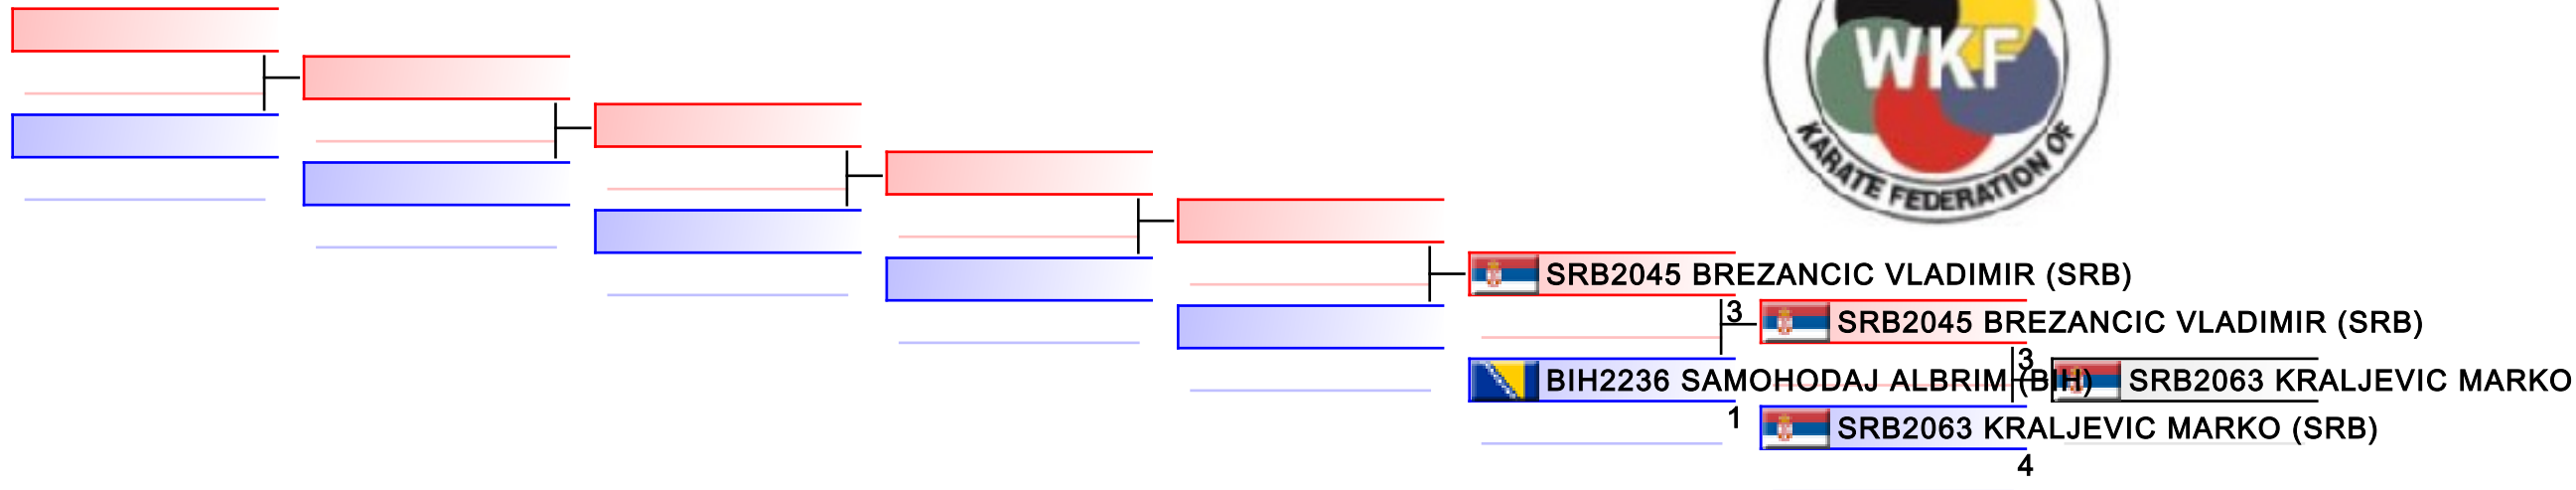 WKF
KARATE FEDERATION OF
SRB2045 BREZANCIC VLADIMIR (SRB)
3
SRB2045 BREZANCIC VLADIMIR (SRB)
3
BIH2236 SAMOHODAJ ALBRIM (BIH)
SRB2063 KRALJEVIC MARKO
1
SRB2063 KRALJEVIC MARKO (SRB)
4